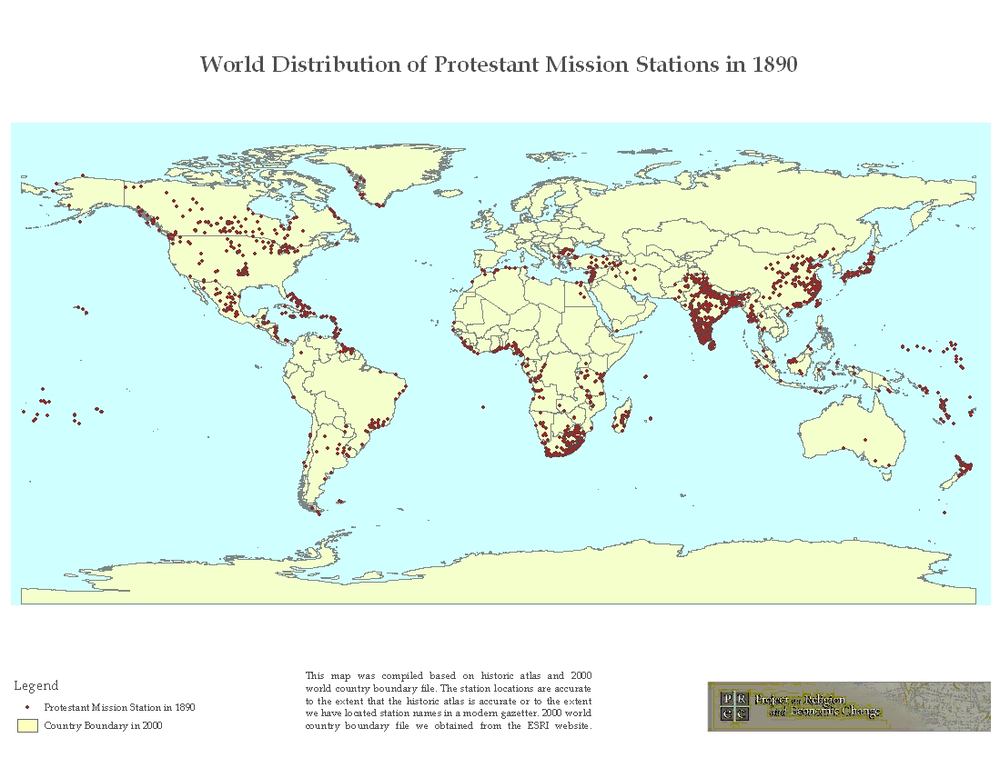 World Distribution of Protestant Mission Stations in 1890
Legend
Protestant Mission Station in 1890
Country Boundary in 2000
This map was compiled based on historic atlas and 2000
world country boundary file. The station locations are accurate
to the extent that the historic atlas is accurate or to the extent
we have located station names in a modern gazetter. 2000 world
country boundary file we obtained from the ESRI website.
P R
Project on Religion
E C
and Economic Change